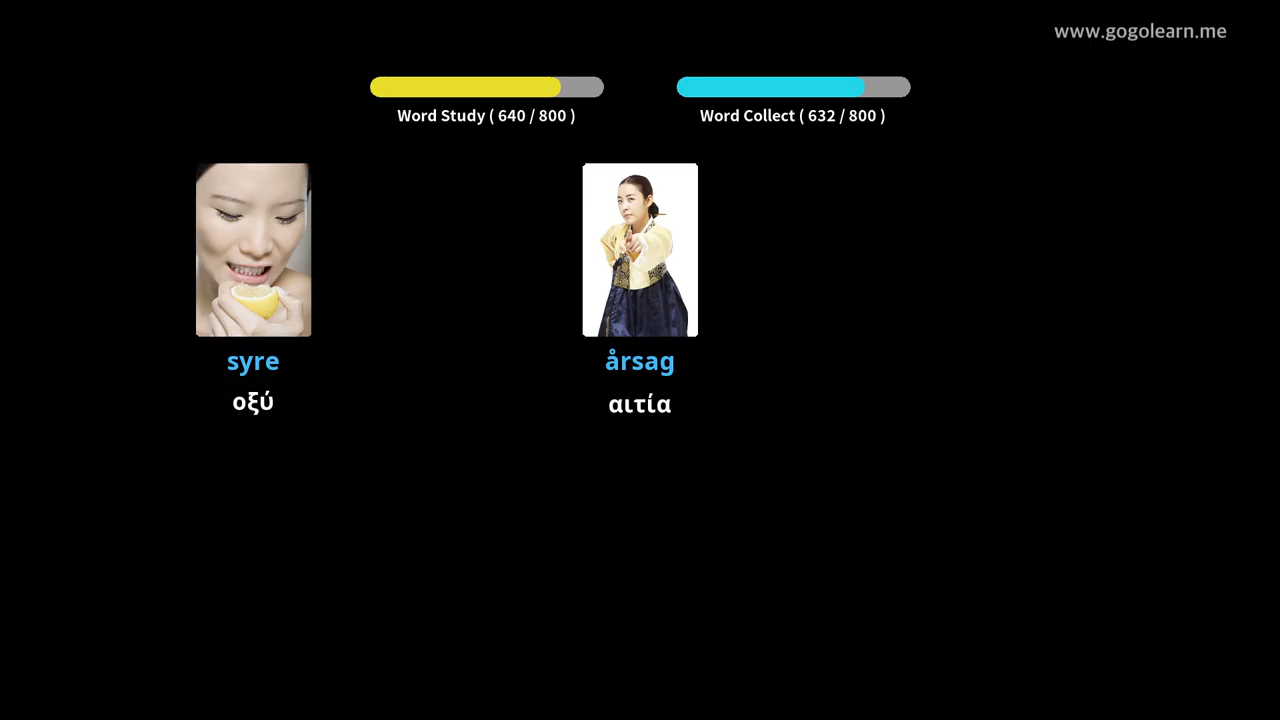 www.gogolearn.me
Word Study ( 640 / 800 )
Word Collect ( 632 / 800 )
syre
οξύ
årsag
αιτία